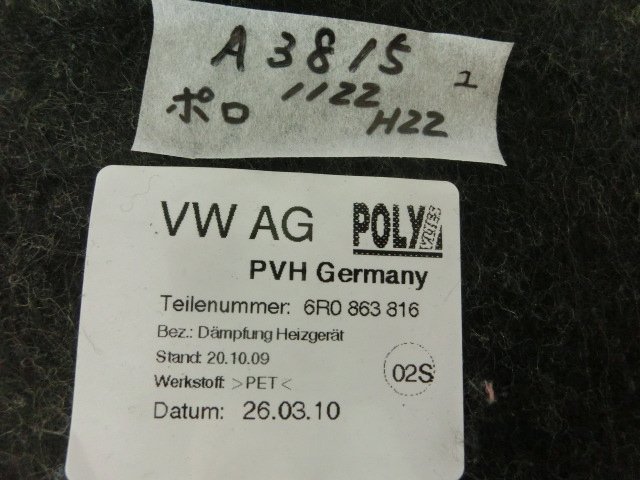 A 3815 1
ポロ 1122 H22
VW AG POLY
PVH Germany
Teilenummer: 6R0 863 816
Bez.: Dämpfung Heizgerät
Stand: 20.10.09
Werkstoff: >PET<
02S
Datum: 26.03.10